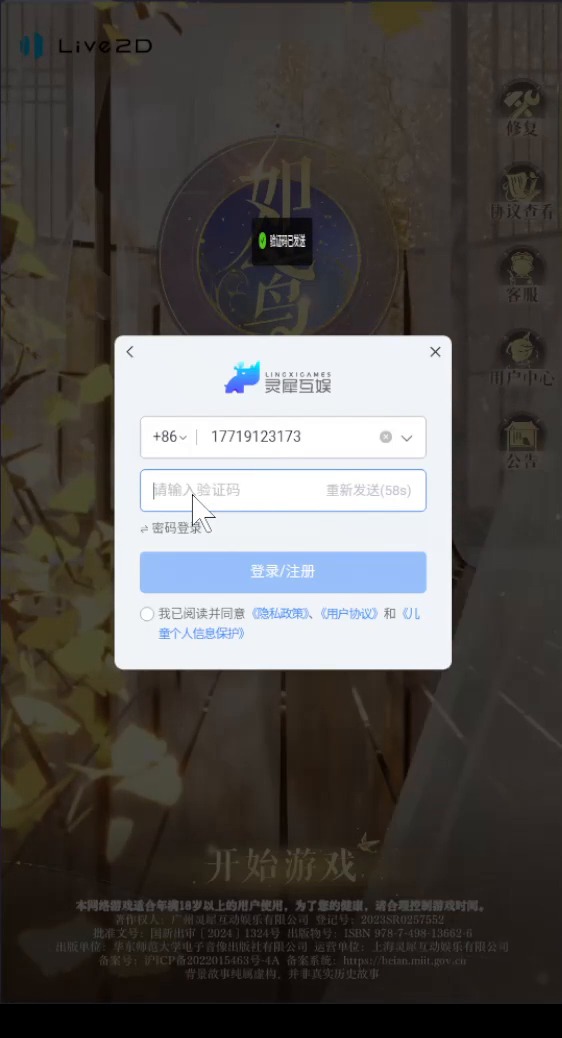 Live2D
修复
协议查看
如鸢
验证码已发送
客服
用户中心
公告
LINGXIGAMES
灵犀互娱
+86 17719123173
请输入验证码 重新发送(58s)
⇌ 密码登录
登录/注册
我已阅读并同意《隐私政策》、《用户协议》和《儿
童个人信息保护》
开始游戏
本网络游戏适合年满18岁以上的用户使用，为了您的健康，请合理控制游戏时间。
著作权人：广州灵犀互动娱乐有限公司 登记号：2023SR0257552
批准文号：国新出审［2024］1324号 出版物号：ISBN 978-7-498-13662-6
出版单位：华东师范大学电子音像出版社有限公司 运营单位：上海灵犀互动娱乐有限公司
备案号：沪ICP备2022015463号-4A 备案系统：https://beian.miit.gov.cn
背景故事纯属虚构，并非真实历史故事